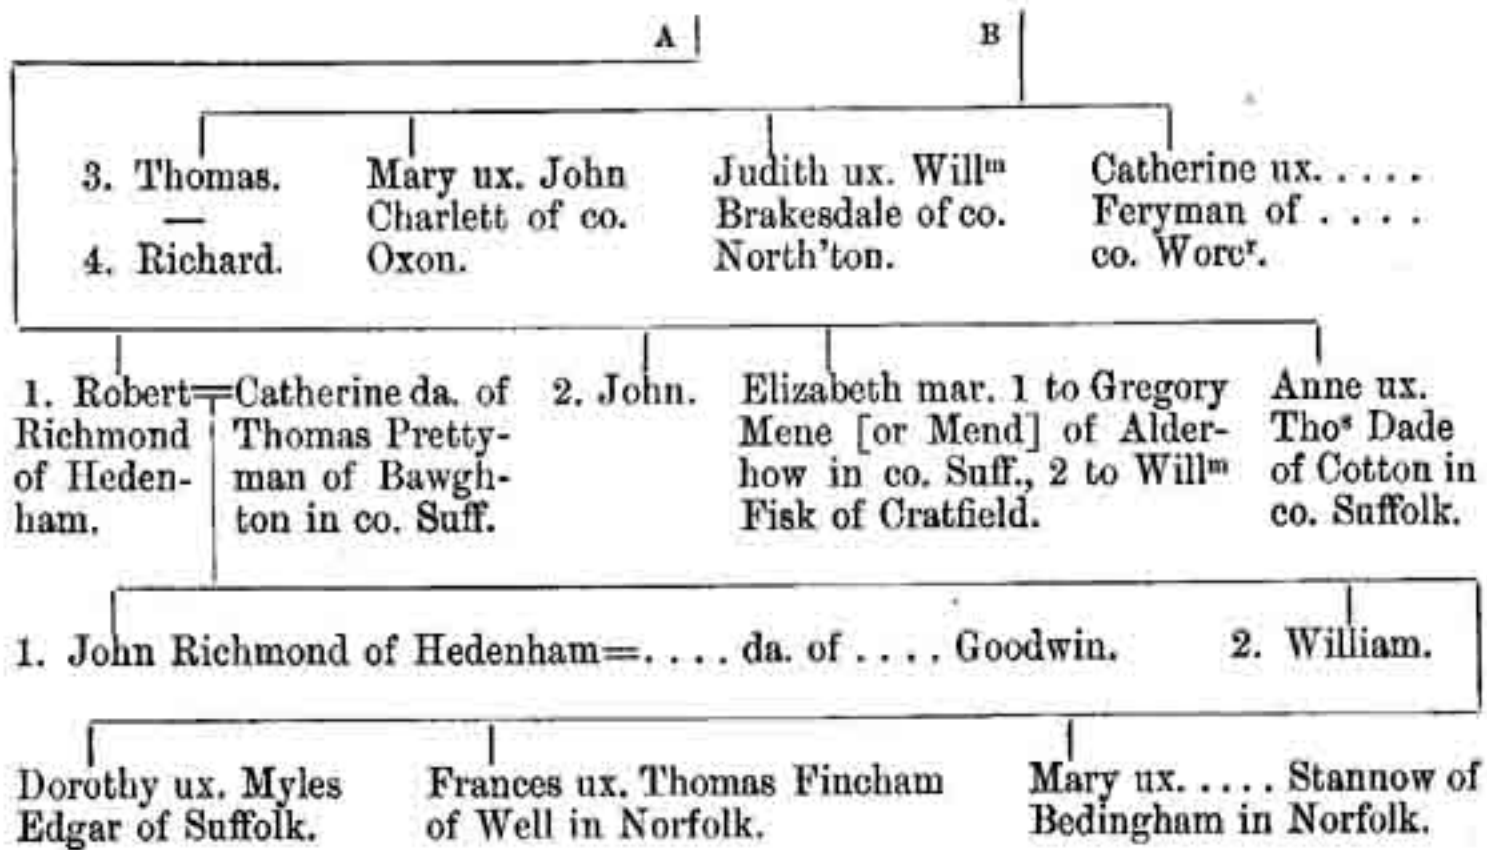 A B
3. Thomas.
—
4. Richard.
Mary ux. John
Charlett of co.
Oxon.
Judith ux. Willᵐ
Brakesdale of co.
North'ton.
Catherine ux. . . . .
Feryman of . . . .
co. Worcʳ.
1. Robert=Catherine da. of
Richmond
of Heden-
ham.
Thomas Pretty-
man of Bawgh-
ton in co. Suff.
2. John.
Elizabeth mar. 1 to Gregory
Mene [or Mend] of Alder-
how in co. Suff., 2 to Willᵐ
Fisk of Cratfield.
Anne ux.
Thoˢ Dade
of Cotton in
co. Suffolk.
1. John Richmond of Hedenham=. . . . da. of . . . . Goodwin. 2. William.
Dorothy ux. Myles
Edgar of Suffolk.
Frances ux. Thomas Fincham
of Well in Norfolk.
Mary ux. . . . . Stannow of
Bedingham in Norfolk.